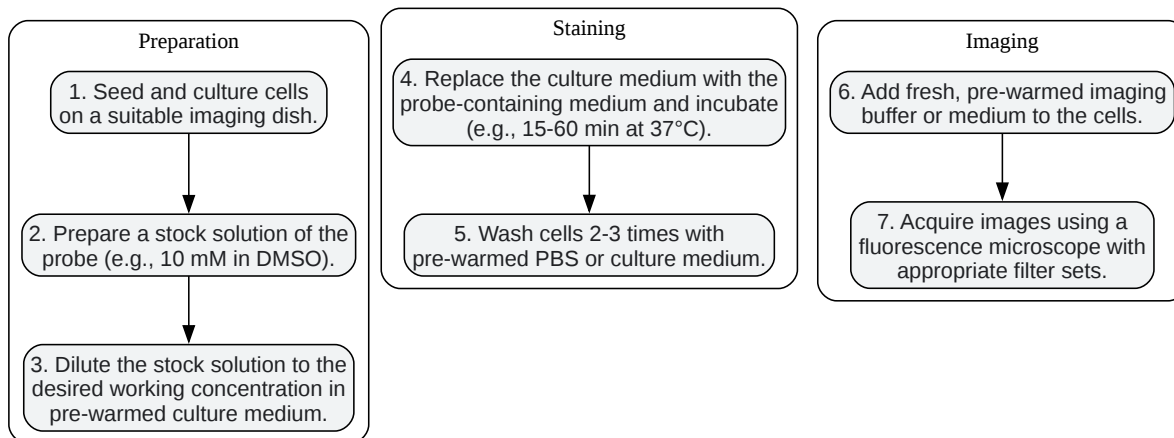 Preparation
1. Seed and culture cells
on a suitable imaging dish.
2. Prepare a stock solution of the
probe (e.g., 10 mM in DMSO).
3. Dilute the stock solution to the
desired working concentration in
pre-warmed culture medium.
Staining
4. Replace the culture medium with the
probe-containing medium and incubate
(e.g., 15-60 min at 37°C).
5. Wash cells 2-3 times with
pre-warmed PBS or culture medium.
Imaging
6. Add fresh, pre-warmed imaging
buffer or medium to the cells.
7. Acquire images using a
fluorescence microscope with
appropriate filter sets.